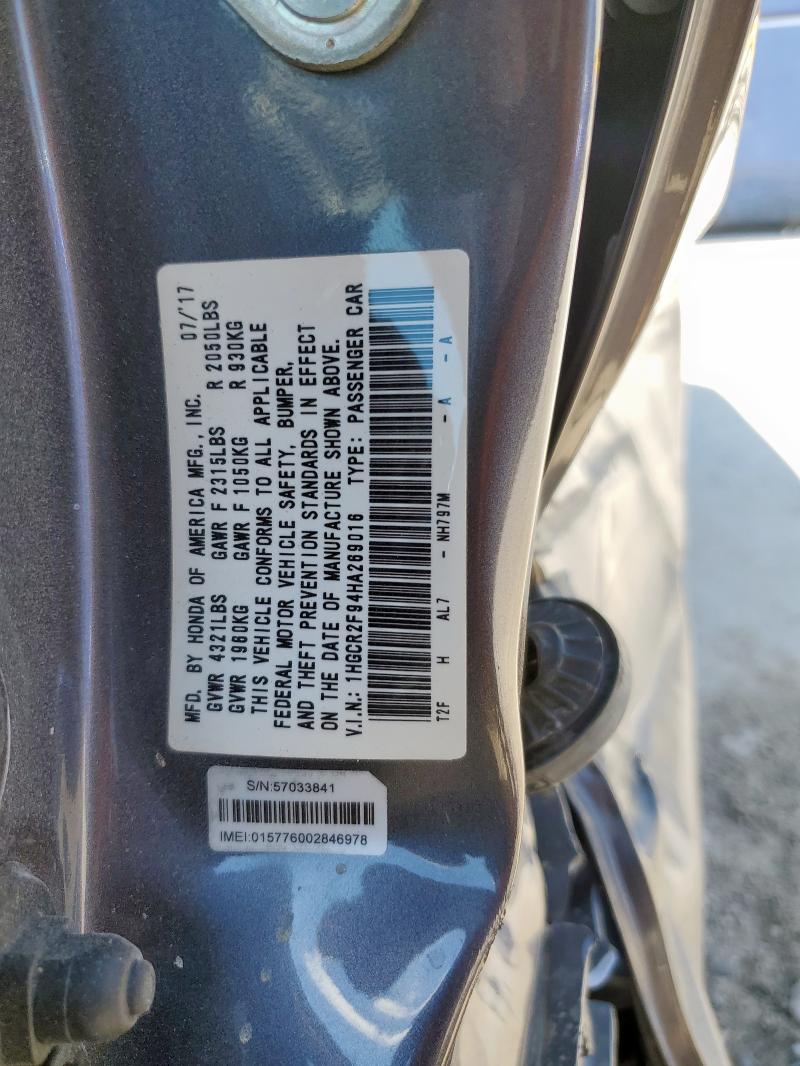 MFD. BY HONDA OF AMERICA MFG., INC. 07/'17
GVWR 4321LBS GAWR F 2315LBS R 2050LBS
GVWR 1960KG GAWR F 1050KG R 930KG
THIS VEHICLE CONFORMS TO ALL APPLICABLE
FEDERAL MOTOR VEHICLE SAFETY, BUMPER,
AND THEFT PREVENTION STANDARDS IN EFFECT
ON THE DATE OF MANUFACTURE SHOWN ABOVE.
V.I.N.: 1HGCR2F94HA269016 TYPE: PASSENGER CAR
T2F H AL7 - NH797M - A - A
S/N:57033841
IMEI:015776002846978